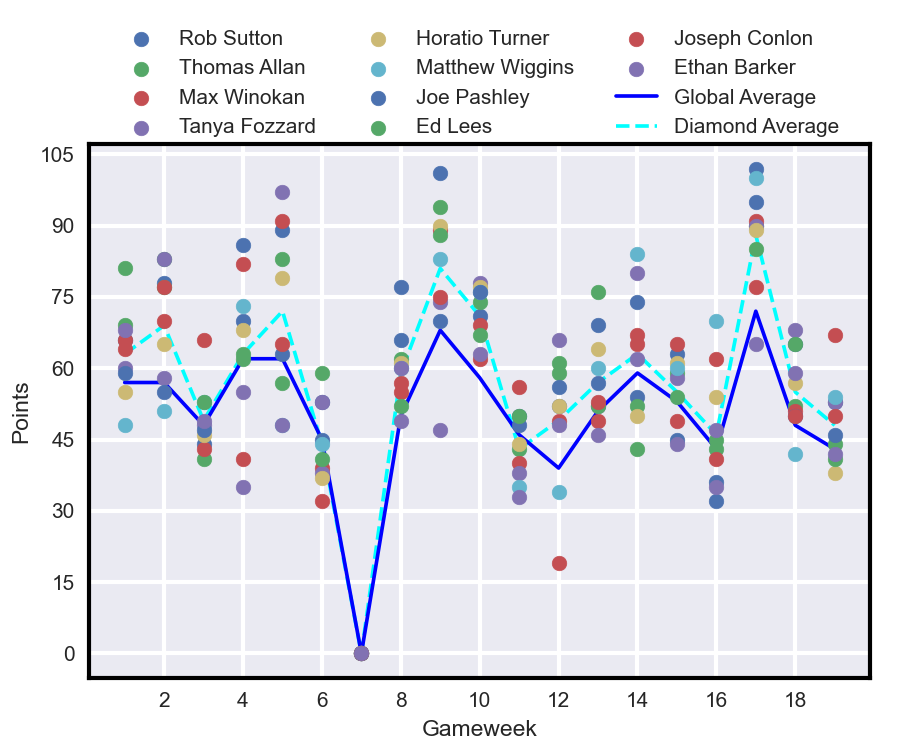 Rob Sutton Horatio Turner Joseph Conlon
Thomas Allan Matthew Wiggins Ethan Barker
Max Winokan Joe Pashley Global Average
Tanya Fozzard Ed Lees Diamond Average
105
90
75
60
45
30
15
0
Points
2 4 6 8 10 12 14 16 18
Gameweek